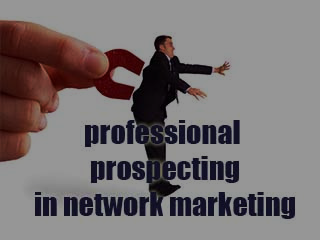 professional
prospecting
in network marketing